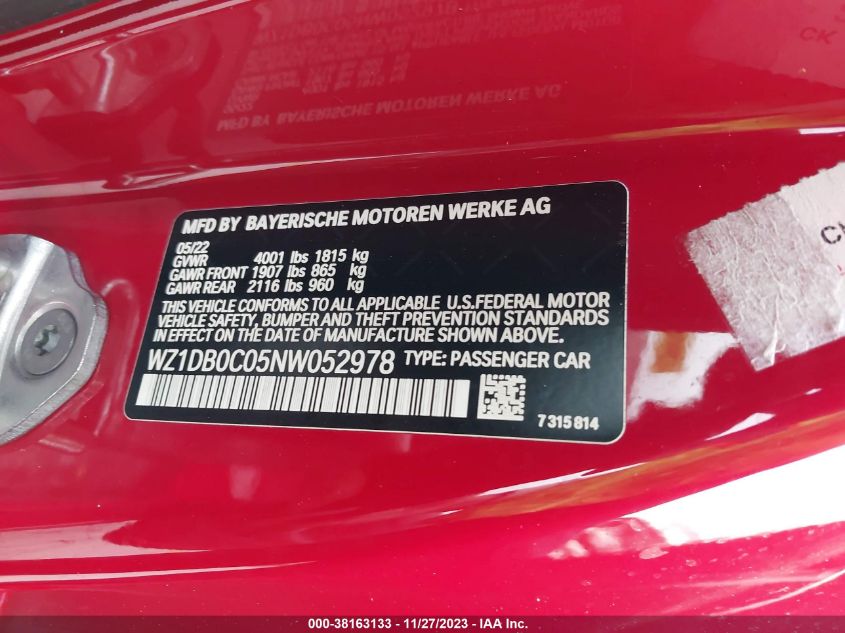 MFD BY BAYERISCHE MOTOREN WERKE AG
05/22
GVWR 4001 lbs 1815 kg
GAWR FRONT 1907 lbs 865 kg
GAWR REAR 2116 lbs 960 kg
THIS VEHICLE CONFORMS TO ALL APPLICABLE U.S.FEDERAL MOTOR
VEHICLE SAFETY, BUMPER AND THEFT PREVENTION STANDARDS
IN EFFECT ON THE DATE OF MANUFACTURE SHOWN ABOVE.
WZ1DB0C05NW052978 TYPE: PASSENGER CAR
7315814
000-38163133 - 11/27/2023 - IAA Inc.